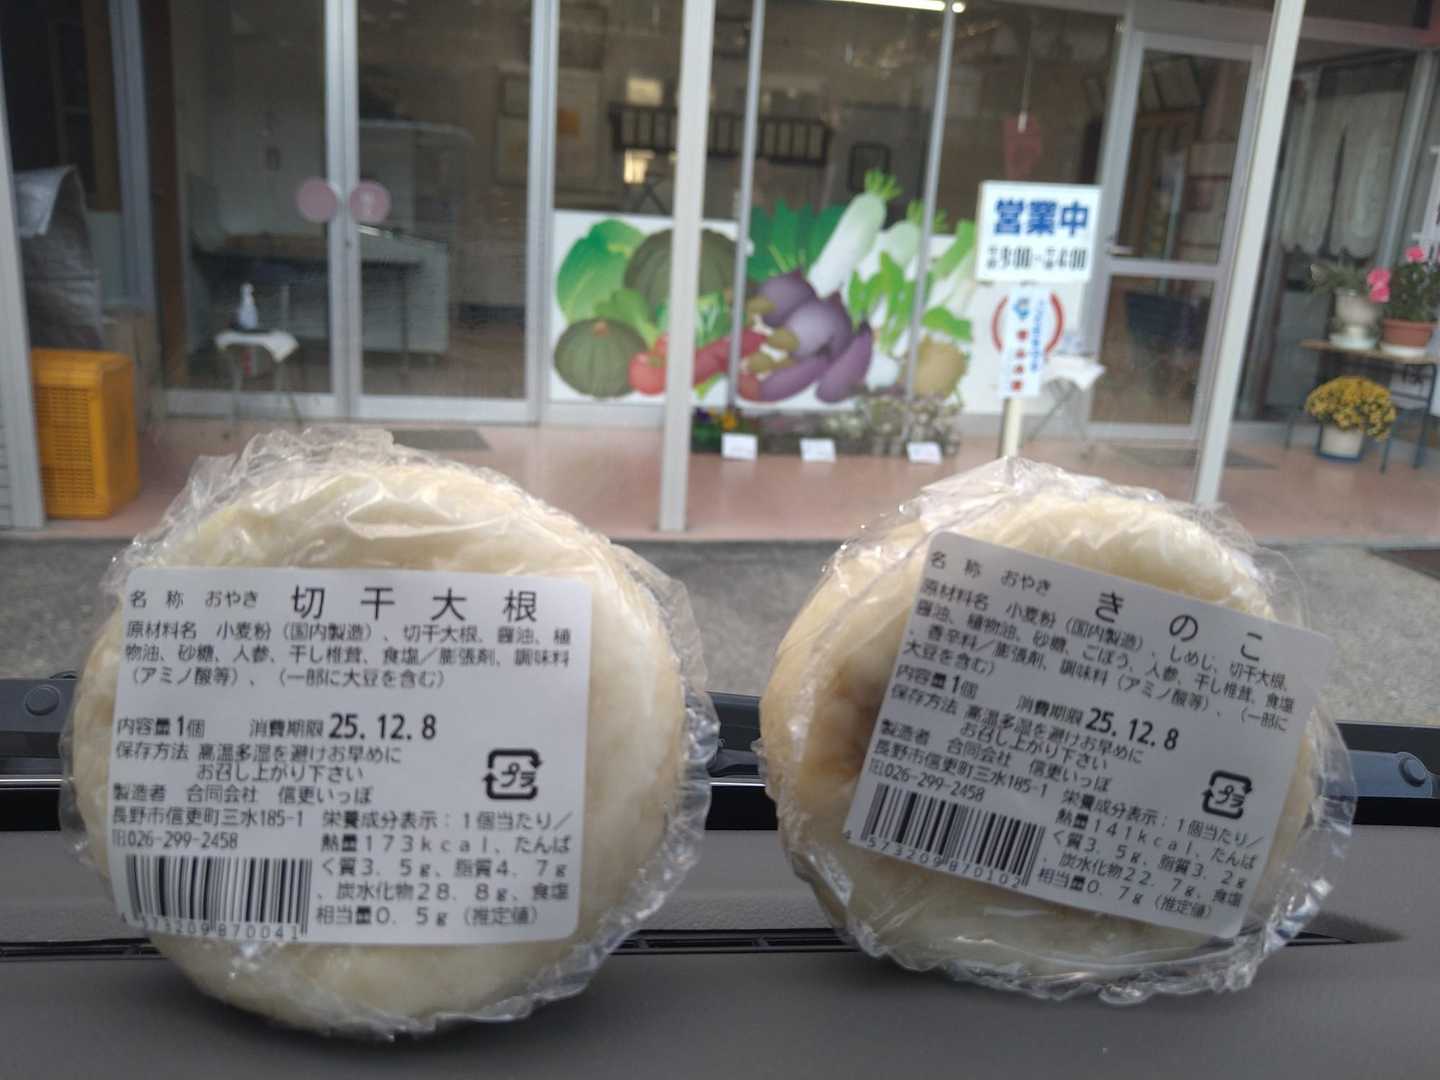 営業中
9:00 4:00
名称 おやき 切干大根
原材料名 小麦粉（国内製造）、切干大根、醤油、植
物油、砂糖、人参、干し椎茸、食塩／膨張剤、調味料
（アミノ酸等）、（一部に大豆を含む）
内容量1個 消費期限 25.12.8
保存方法 高温多湿を避けお早めに
お召し上がり下さい
プラ
製造者 合同会社 信更いっぽ
長野市信更町三水185-1
℡026-299-2458
栄養成分表示：1個当たり／
熱量173kcal、たんぱ
く質3.5g、脂質4.7g
、炭水化物28.8g、食塩
相当量0.5g（推定値）
4573209870041
名称 おやき きのこ
原材料名 小麦粉（国内製造）、しめじ、切干大根、
醤油、植物油、砂糖、ごぼう、人参、干し椎茸、食塩
、香辛料／膨張剤、調味料（アミノ酸等）、（一部に
大豆を含む）
内容量1個 消費期限 25.12.8
保存方法 高温多湿を避けお早めに
お召し上がり下さい
プラ
製造者 合同会社 信更いっぽ
長野市信更町三水185-1
℡026-299-2458
栄養成分表示：1個当たり／
熱量141kcal、たんぱ
く質3.5g、脂質3.2g
、炭水化物22.7g、食塩
相当量0.7g（推定値）
4573209870102